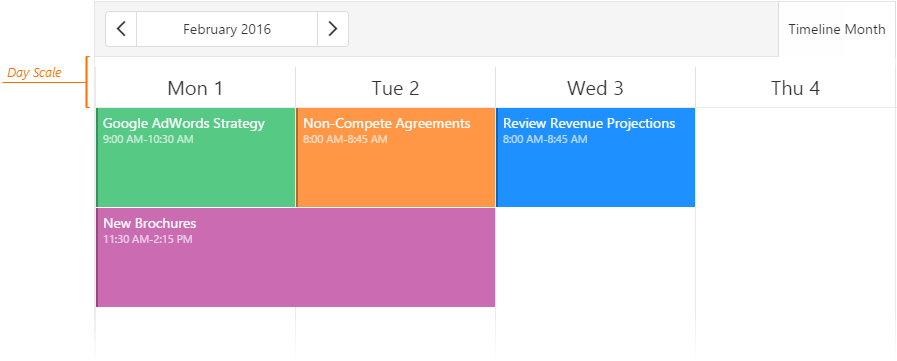 February 2016
Timeline Month
Day Scale
Mon 1
Tue 2
Wed 3
Thu 4
Google AdWords Strategy
9:00 AM-10:30 AM
Non-Compete Agreements
8:00 AM-8:45 AM
Review Revenue Projections
8:00 AM-8:45 AM
New Brochures
11:30 AM-2:15 PM